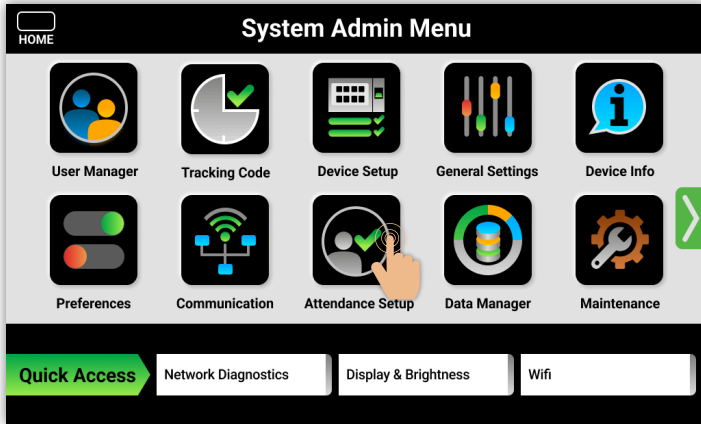 HOME
System Admin Menu
User Manager
Tracking Code
Device Setup
General Settings
Device Info
Preferences
Communication
Attendance Setup
Data Manager
Maintenance
Quick Access
Network Diagnostics
Display & Brightness
Wifi